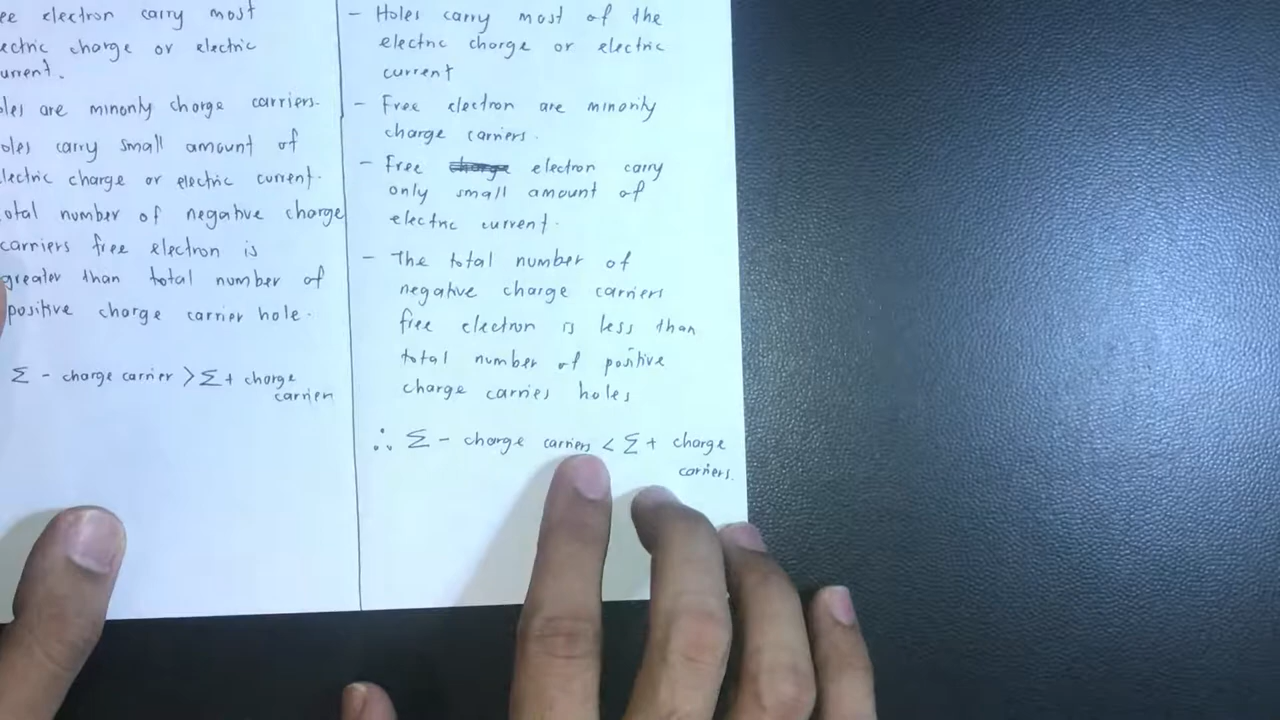 ee electron carry most
ectric charge or electric
urrent.
oles are minority charge carriers.
oles carry small amount of
lectric charge or electric current.
otal number of negative charge
carriers free electron is
greater than total number of
positive charge carrier hole.
Σ - charge carrier > Σ + charge
carrier
- Holes carry most of the
electric charge or electric
current
- Free electron are minority
charge carriers.
- Free electron carry
only small amount of
electric current.
- The total number of
negative charge carriers
free electron is less than
total number of positive
charge carries holes
∴ Σ - charge carriers < Σ + charge
carriers.